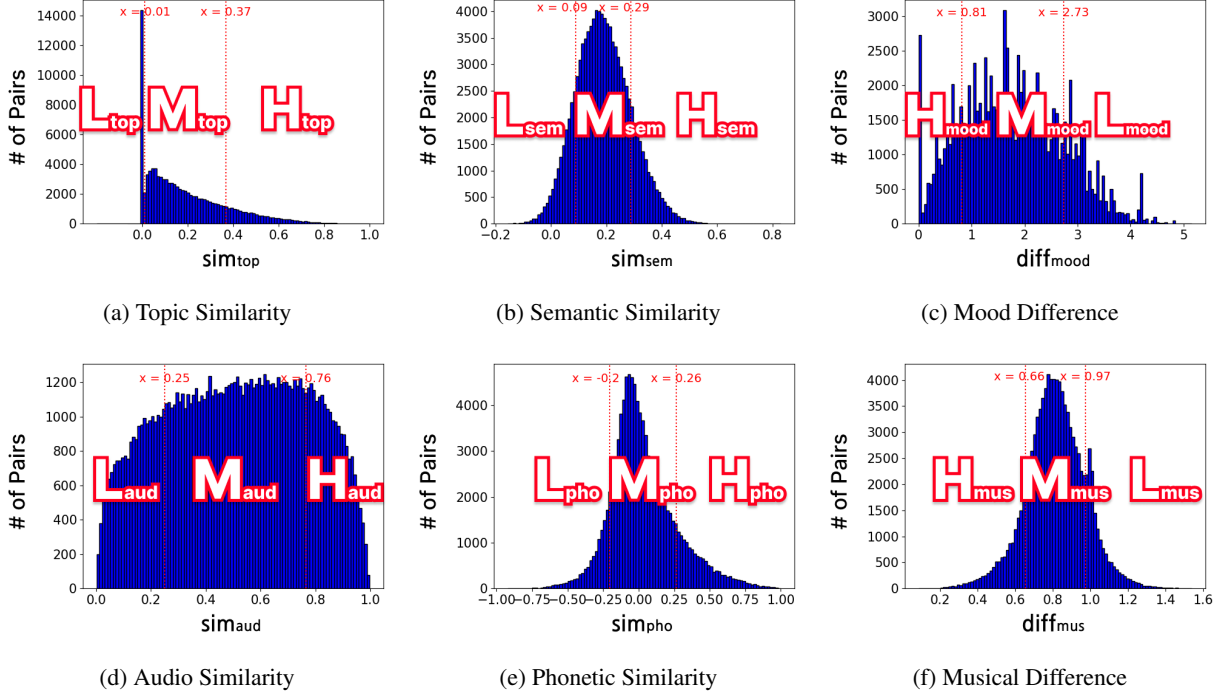 x = 0.01
x = 0.37
14000
12000
10000
8000
6000
4000
2000
0
# of Pairs
Ltop
Mtop
Htop
0.0
0.2
0.4
0.6
0.8
1.0
simtop
(a) Topic Similarity
x = 0.09
x = 0.29
4000
3500
3000
2500
2000
1500
1000
500
0
# of Pairs
Lsem
Msem
Hsem
−0.2
0.0
0.2
0.4
0.6
0.8
simsem
(b) Semantic Similarity
x = 0.81
x = 2.73
3000
2500
2000
1500
1000
500
0
# of Pairs
Hmood
Mmood
Lmood
0
1
2
3
4
5
diffmood
(c) Mood Difference
x = 0.25
x = 0.76
1200
1000
800
600
400
200
0
# of Pairs
Laud
Maud
Haud
0.0
0.2
0.4
0.6
0.8
1.0
simaud
(d) Audio Similarity
x = -0.2
x = 0.26
4000
3000
2000
1000
0
# of Pairs
Lpho
Mpho
Hpho
−1.00
−0.75
−0.50
−0.25
0.00
0.25
0.50
0.75
1.00
simpho
(e) Phonetic Similarity
x = 0.66
x = 0.97
4000
3500
3000
2500
2000
1500
1000
500
0
# of Pairs
Hmus
Mmus
Lmus
0.2
0.4
0.6
0.8
1.0
1.2
1.4
1.6
diffmus
(f) Musical Difference